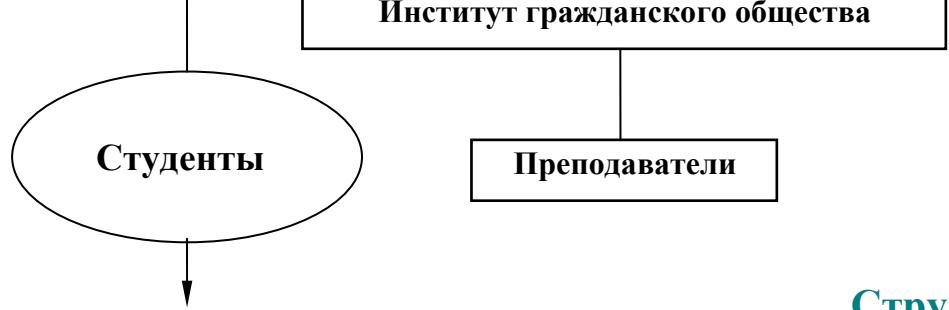 Институт гражданского общества
Студенты
Преподаватели